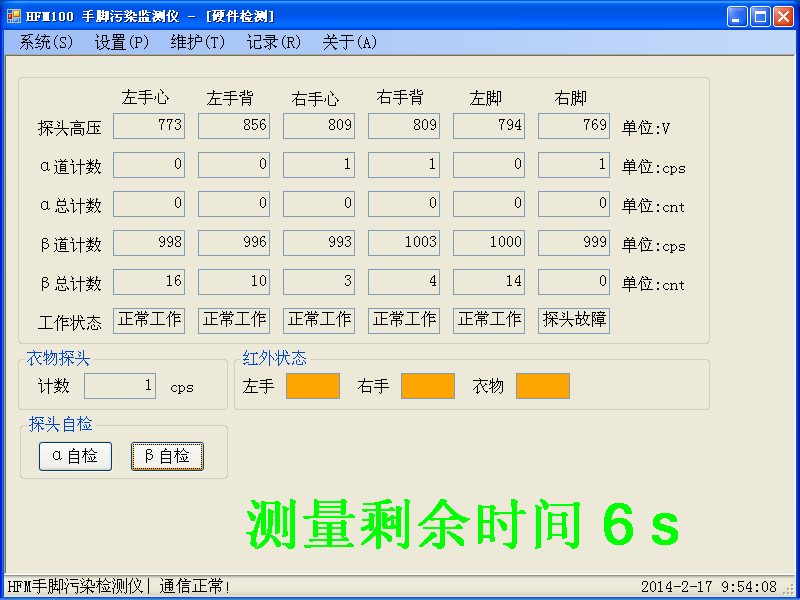 HFM100 手脚污染监测仪 - [硬件检测]
系统(S) 设置(P) 维护(T) 记录(R) 关于(A)
左手心 左手背 右手心 右手背 左脚 右脚
探头高压 773 856 809 809 794 769 单位:V
α道计数 0 0 1 1 0 1 单位:cps
α总计数 0 0 0 0 0 0 单位:cnt
β道计数 998 996 993 1003 1000 999 单位:cps
β总计数 16 10 3 4 14 0 单位:cnt
工作状态 正常工作 正常工作 正常工作 正常工作 正常工作 探头故障
衣物探头 红外状态
计数 1 cps 左手 右手 衣物
探头自检
α自检 β自检
测量剩余时间 6 s
HFM手脚污染检测仪| 通信正常! 2014-2-17 9:54:08